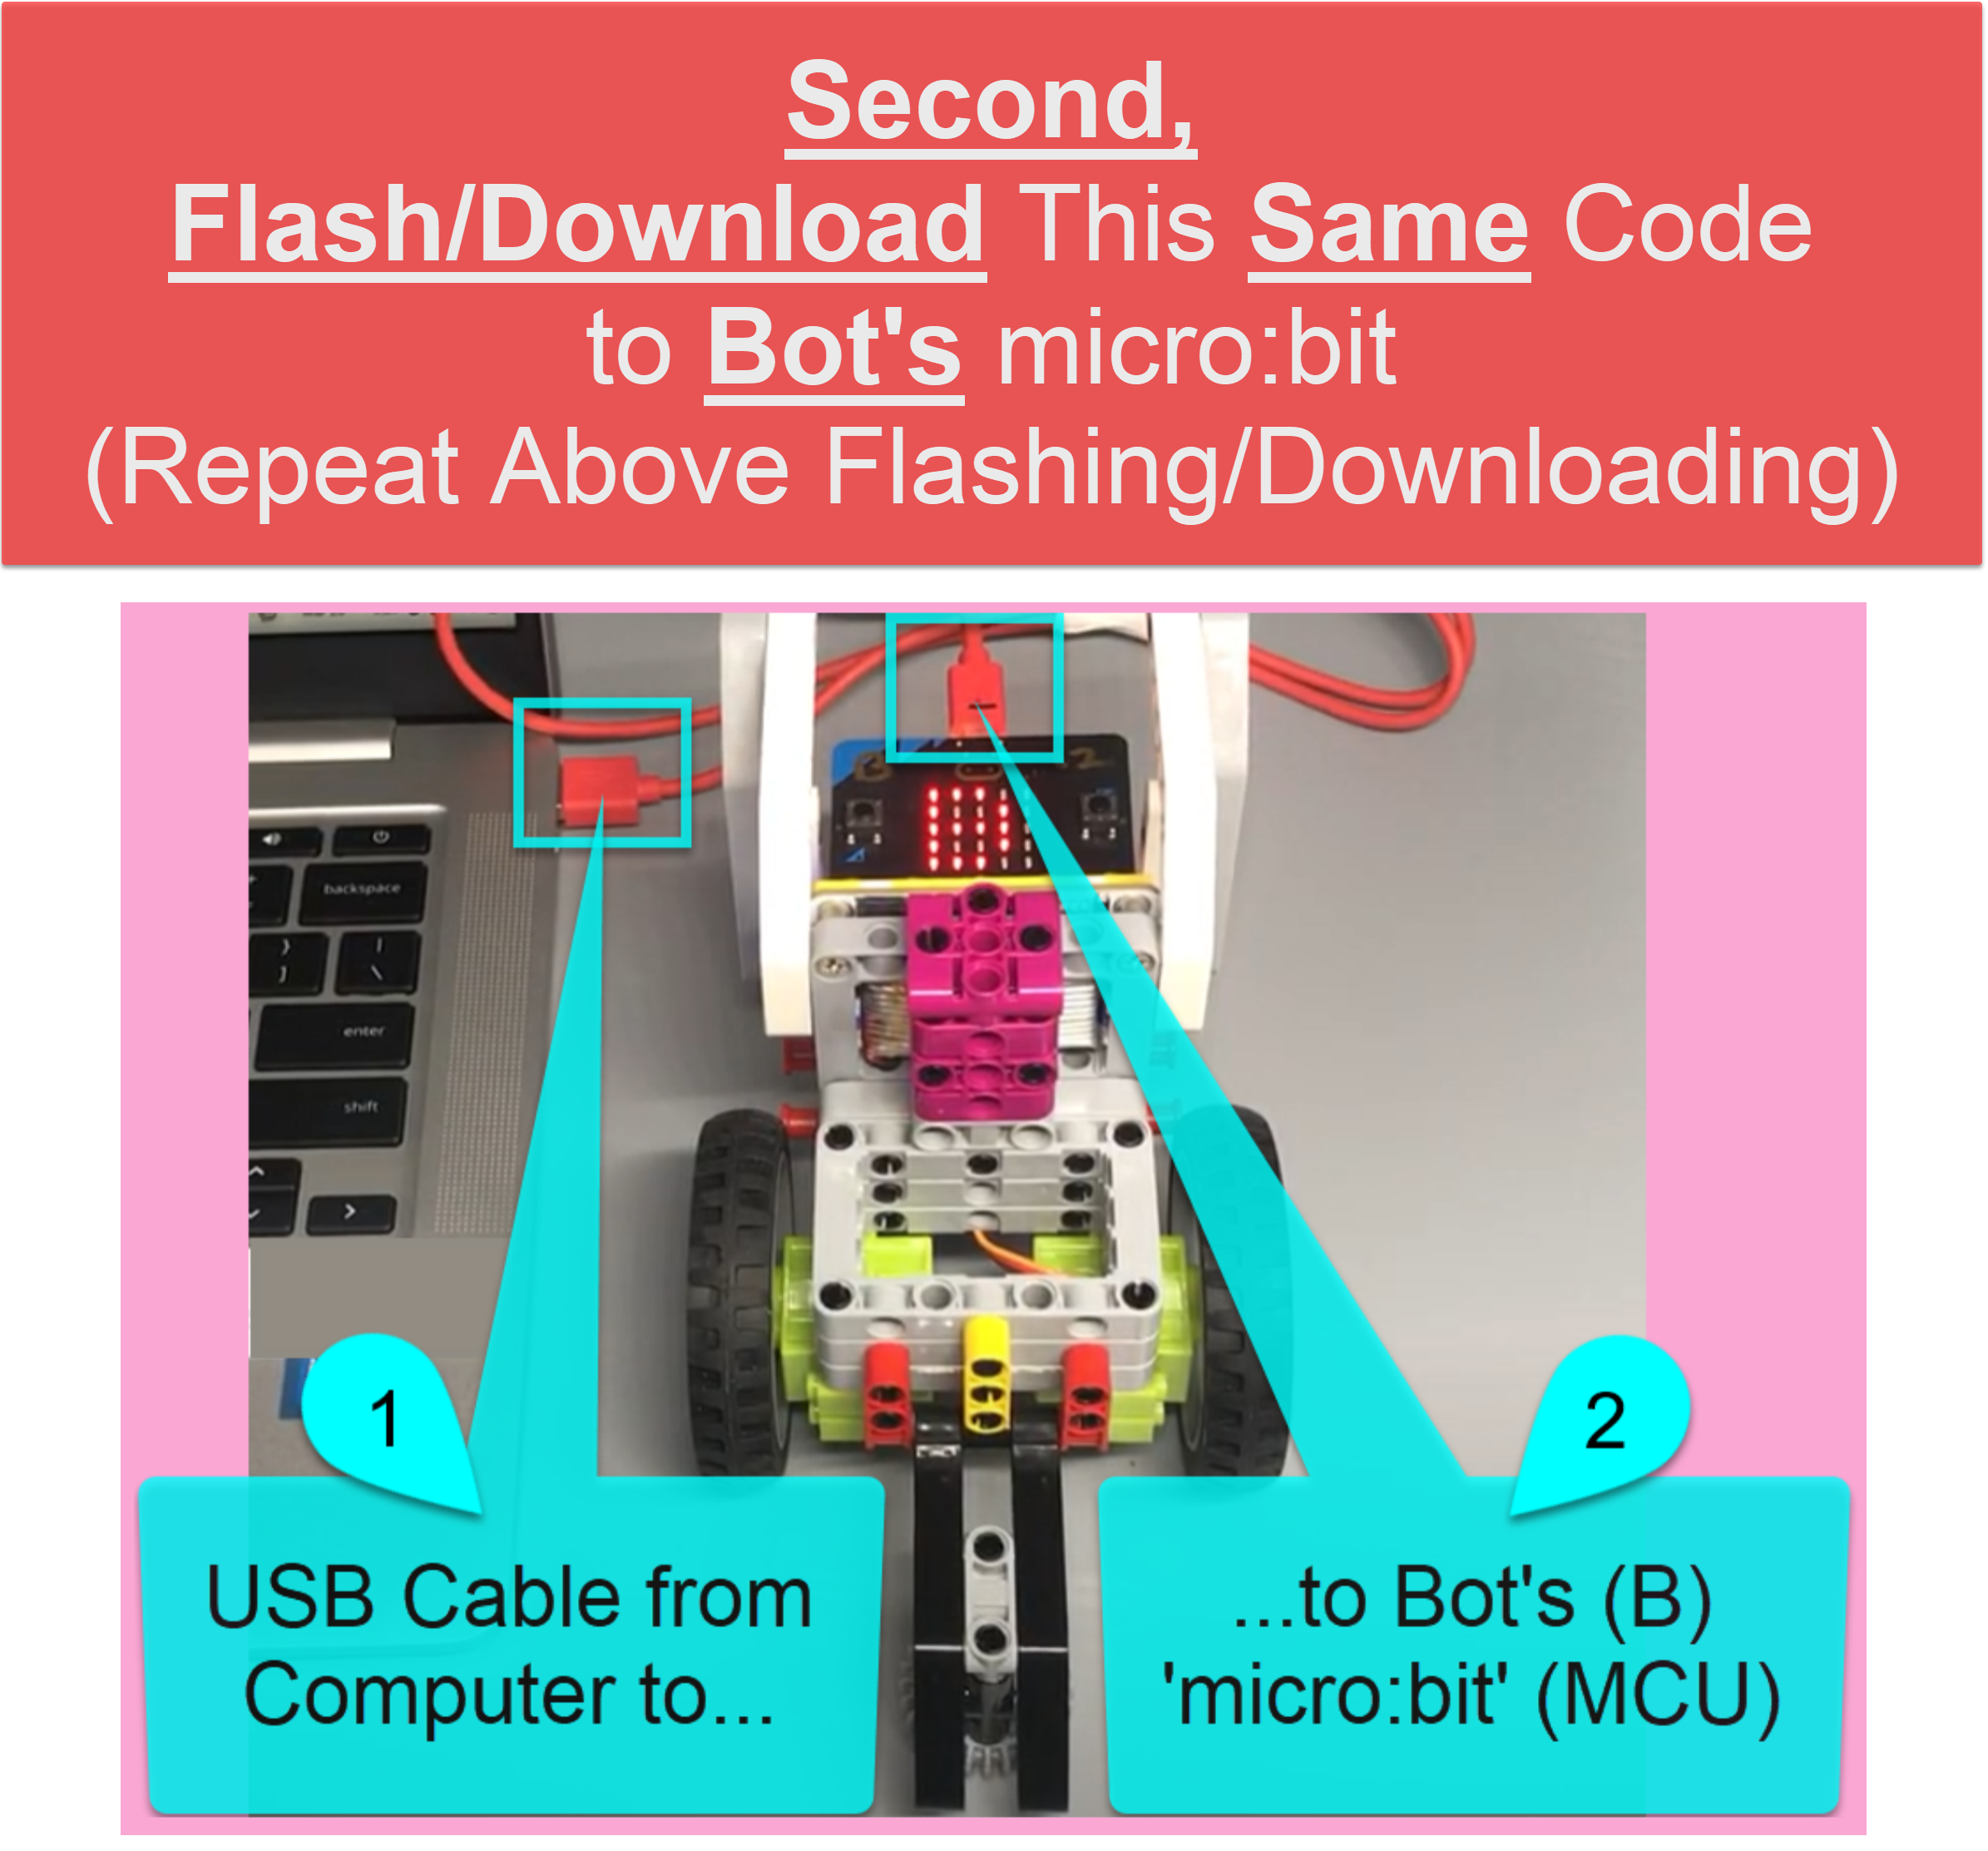 Second,
Flash/Download This Same Code
to Bot's micro:bit
(Repeat Above Flashing/Downloading)
2
backspace
}
]
|
\
enter
shift
1
2
USB Cable from
Computer to...
...to Bot's (B)
'micro:bit' (MCU)